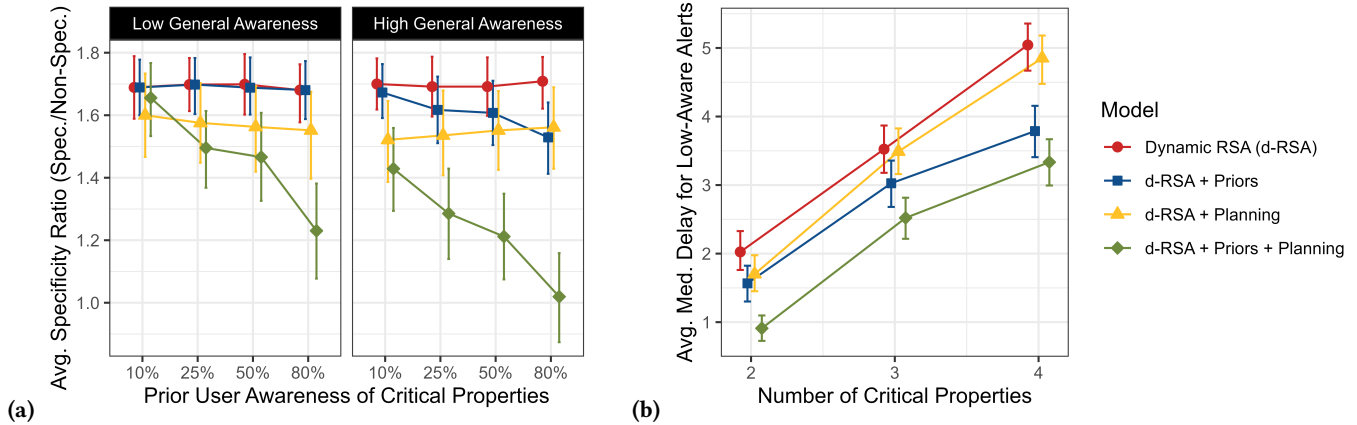 Low General Awareness
High General Awareness
Avg. Specificity Ratio (Spec./Non-Spec.)
1.8
1.6
1.4
1.2
1.0
10% 25% 50% 80%
10% 25% 50% 80%
Prior User Awareness of Critical Properties
(a)
Avg. Med. Delay for Low-Aware Alerts
5
4
3
2
1
2 3 4
Number of Critical Properties
(b)
Model
Dynamic RSA (d-RSA)
d-RSA + Priors
d-RSA + Planning
d-RSA + Priors + Planning